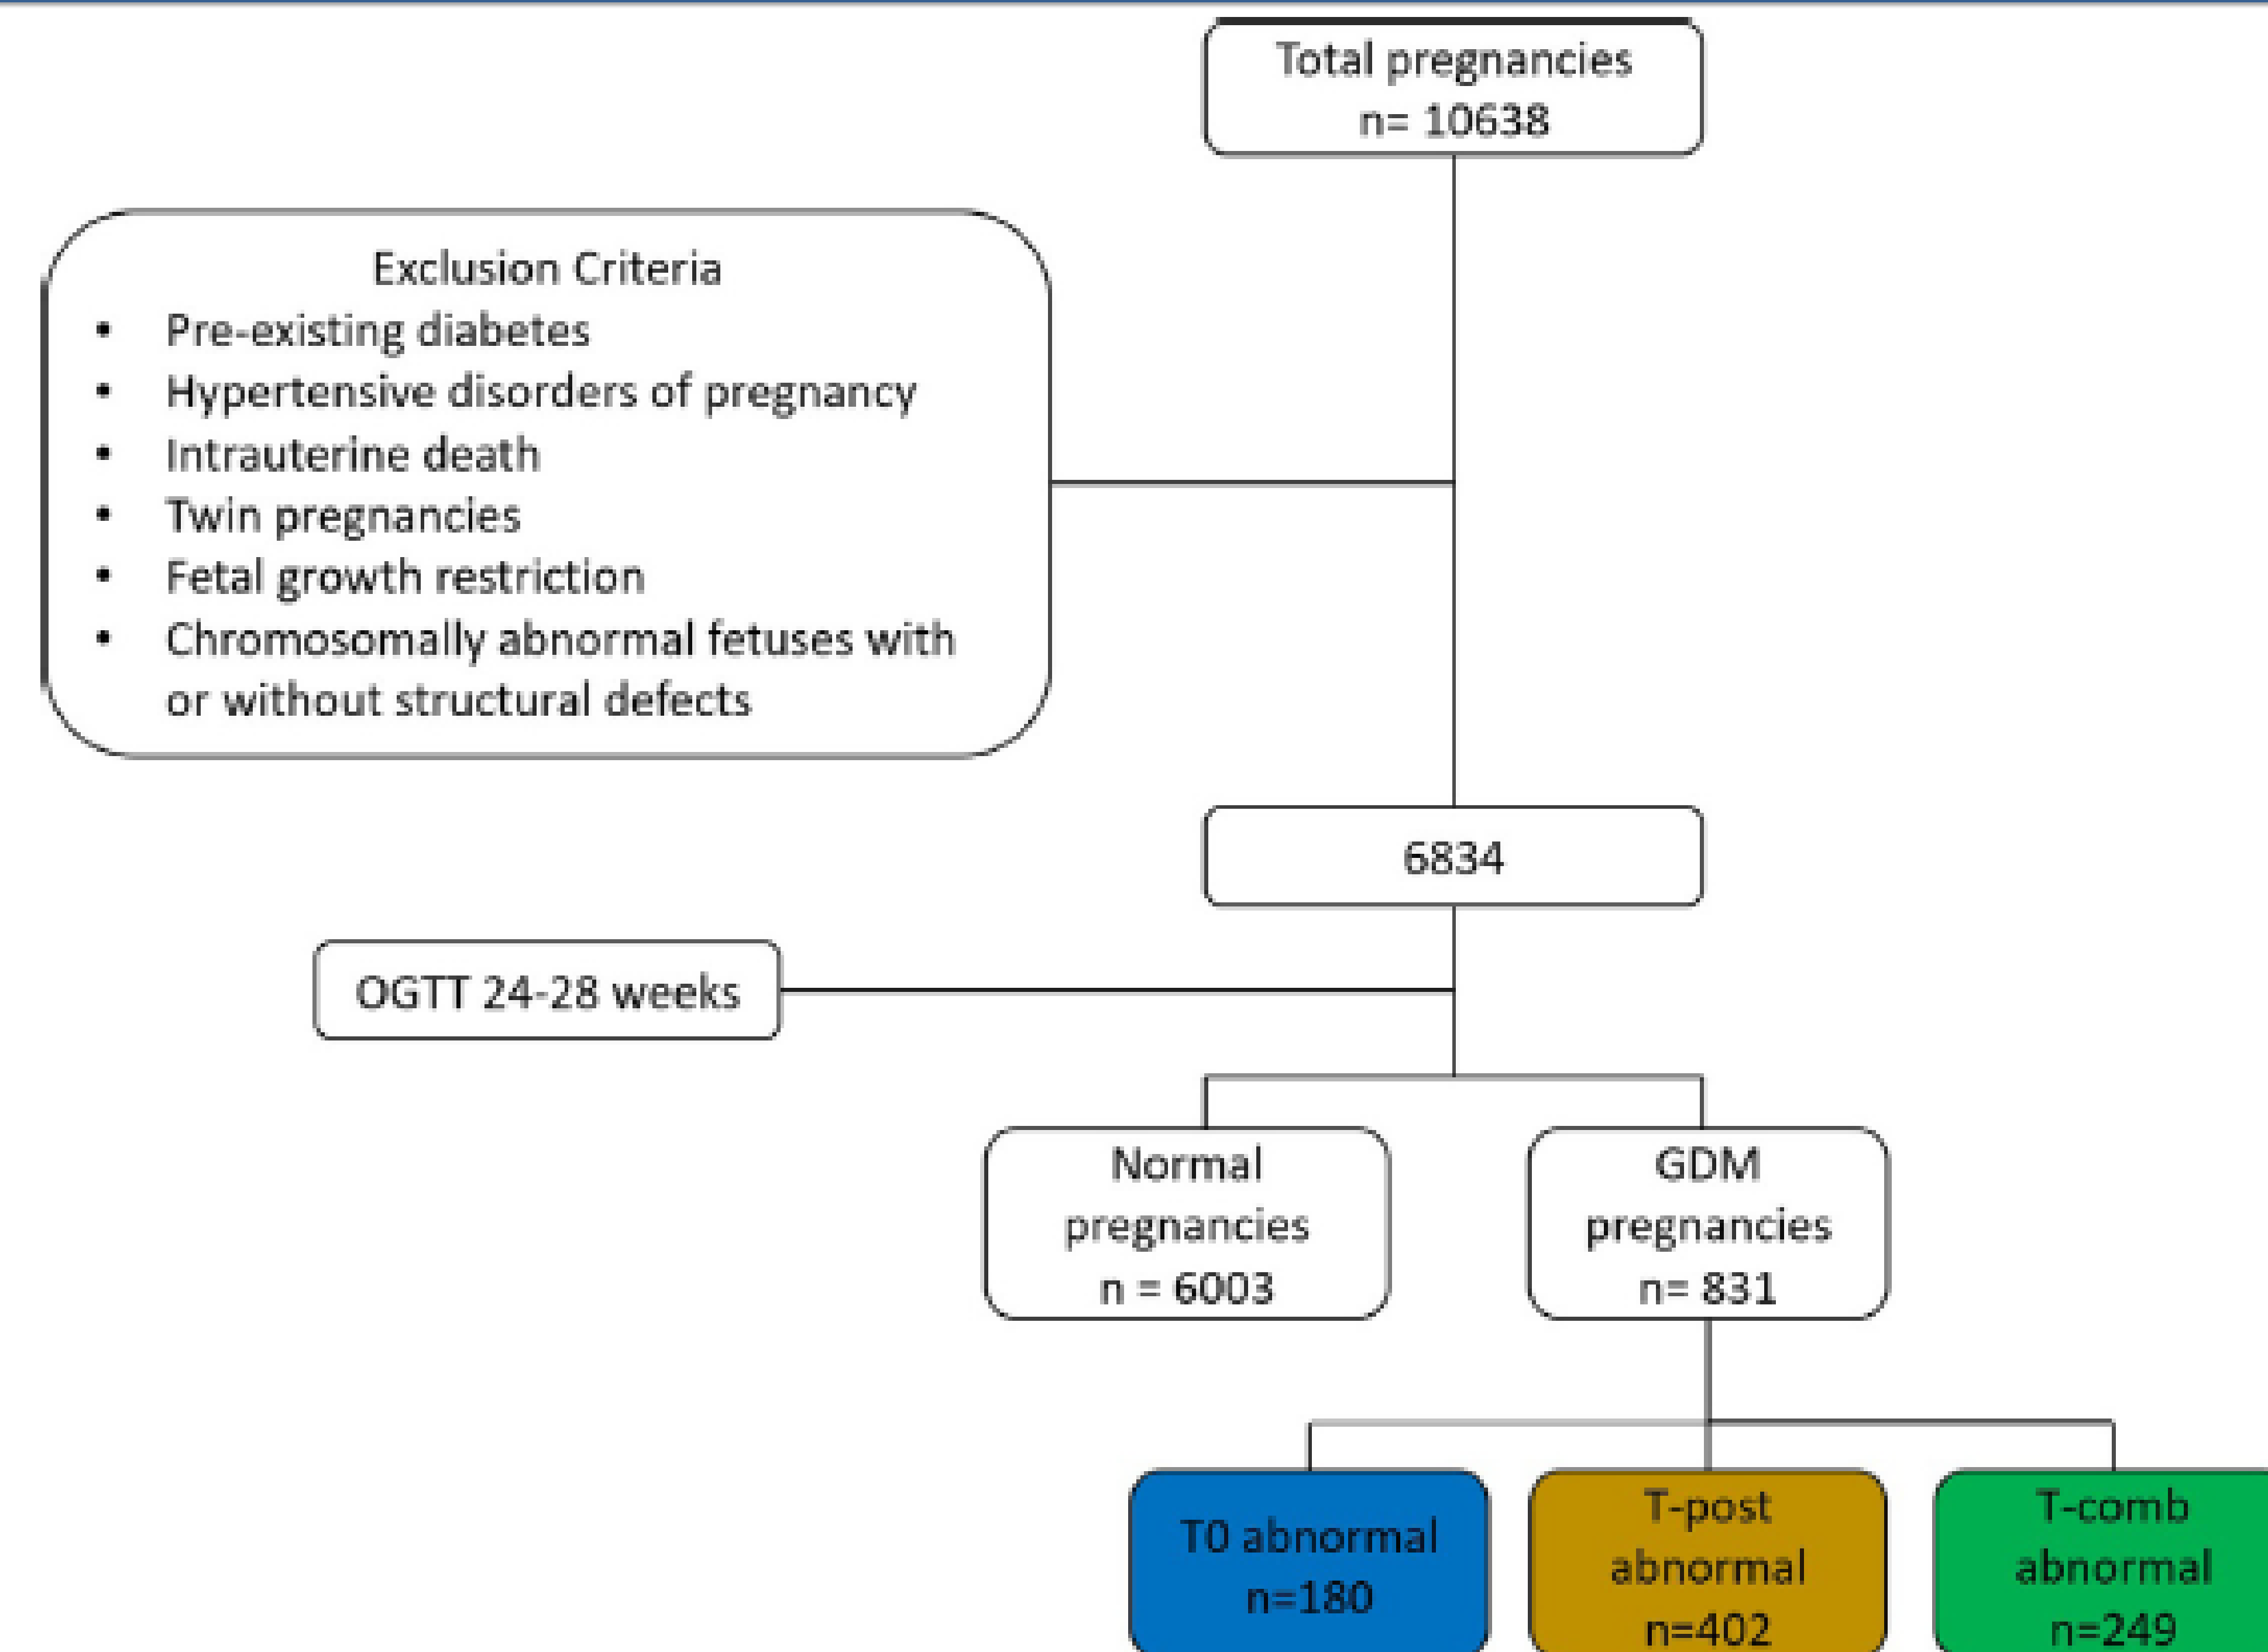 Total pregnancies
n= 10638
Exclusion Criteria
• Pre-existing diabetes
• Hypertensive disorders of pregnancy
• Intrauterine death
• Twin pregnancies
• Fetal growth restriction
• Chromosomally abnormal fetuses with
or without structural defects
6834
OGTT 24-28 weeks
Normal
pregnancies
n = 6003
GDM
pregnancies
n= 831
T0 abnormal
n=180
T-post
abnormal
n=402
T-comb
abnormal
n=249